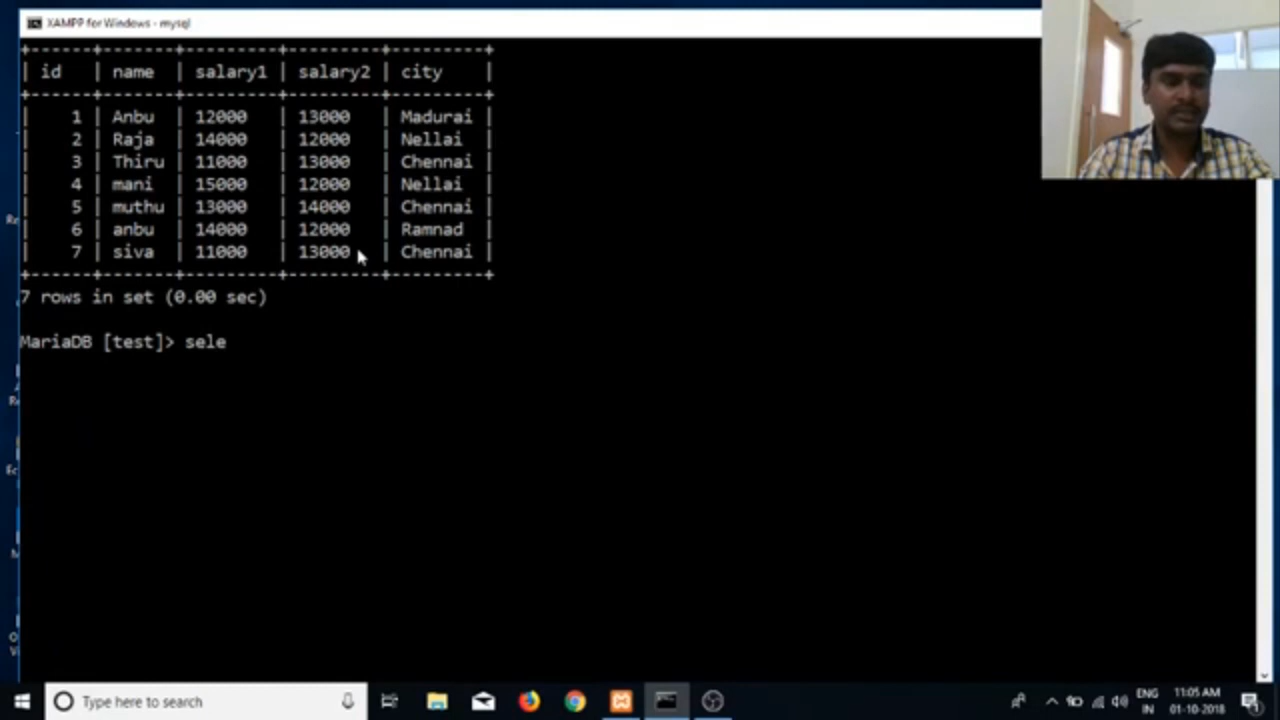 XAMPP for Windows - mysql
+------+-------+---------+---------+---------+
| id | name | salary1 | salary2 | city |
+------+-------+---------+---------+---------+
| 1 | Anbu | 12000 | 13000 | Madurai |
| 2 | Raja | 14000 | 12000 | Nellai |
| 3 | Thiru | 11000 | 13000 | Chennai |
| 4 | mani | 15000 | 12000 | Nellai |
| 5 | muthu | 13000 | 14000 | Chennai |
| 6 | anbu | 14000 | 12000 | Ramnad |
| 7 | siva | 11000 | 13000 | Chennai |
+------+-------+---------+---------+---------+
7 rows in set (0.00 sec)
MariaDB [test]> sele
Type here to search
ENG
IN
11:05 AM
01-10-2018